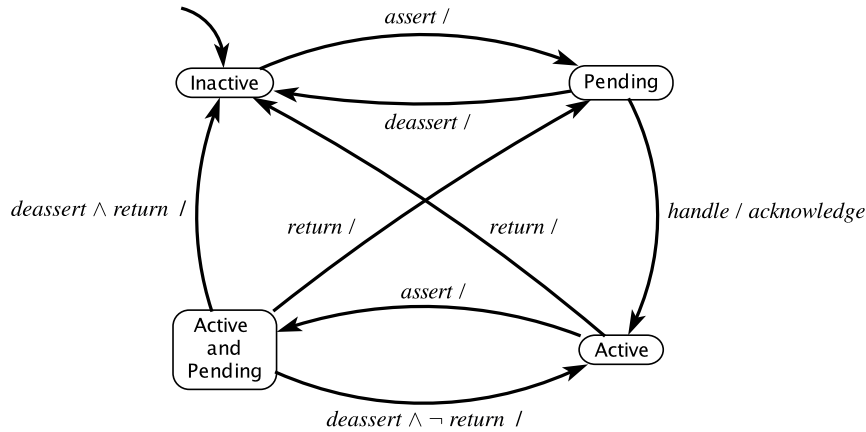 assert /
Inactive
Pending
deassert /
deassert ∧ return /
return /
return /
handle / acknowledge
assert /
Active
and
Pending
Active
deassert ∧ ¬ return /